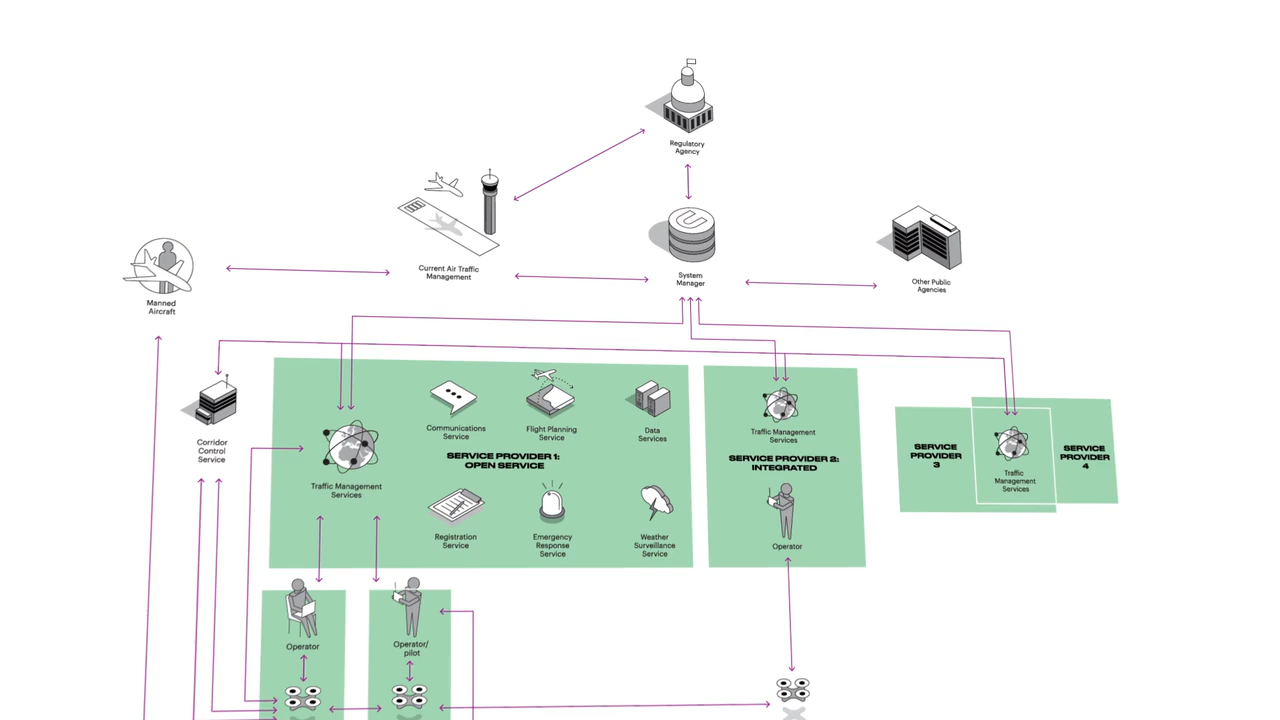 Regulatory
Agency
Current Air Traffic
Management
System
Manager
Other Public
Agencies
Manned
Aircraft
Corridor
Control
Service
Traffic Management
Services
Communications
Service
Flight Planning
Service
Data
Services
SERVICE PROVIDER 1:
OPEN SERVICE
Registration
Service
Emergency
Response
Service
Weather
Surveillance
Service
Traffic Management
Services
SERVICE PROVIDER 2:
INTEGRATED
Operator
SERVICE
PROVIDER
3
Traffic
Management
Services
SERVICE
PROVIDER
4
Operator
Operator/
pilot